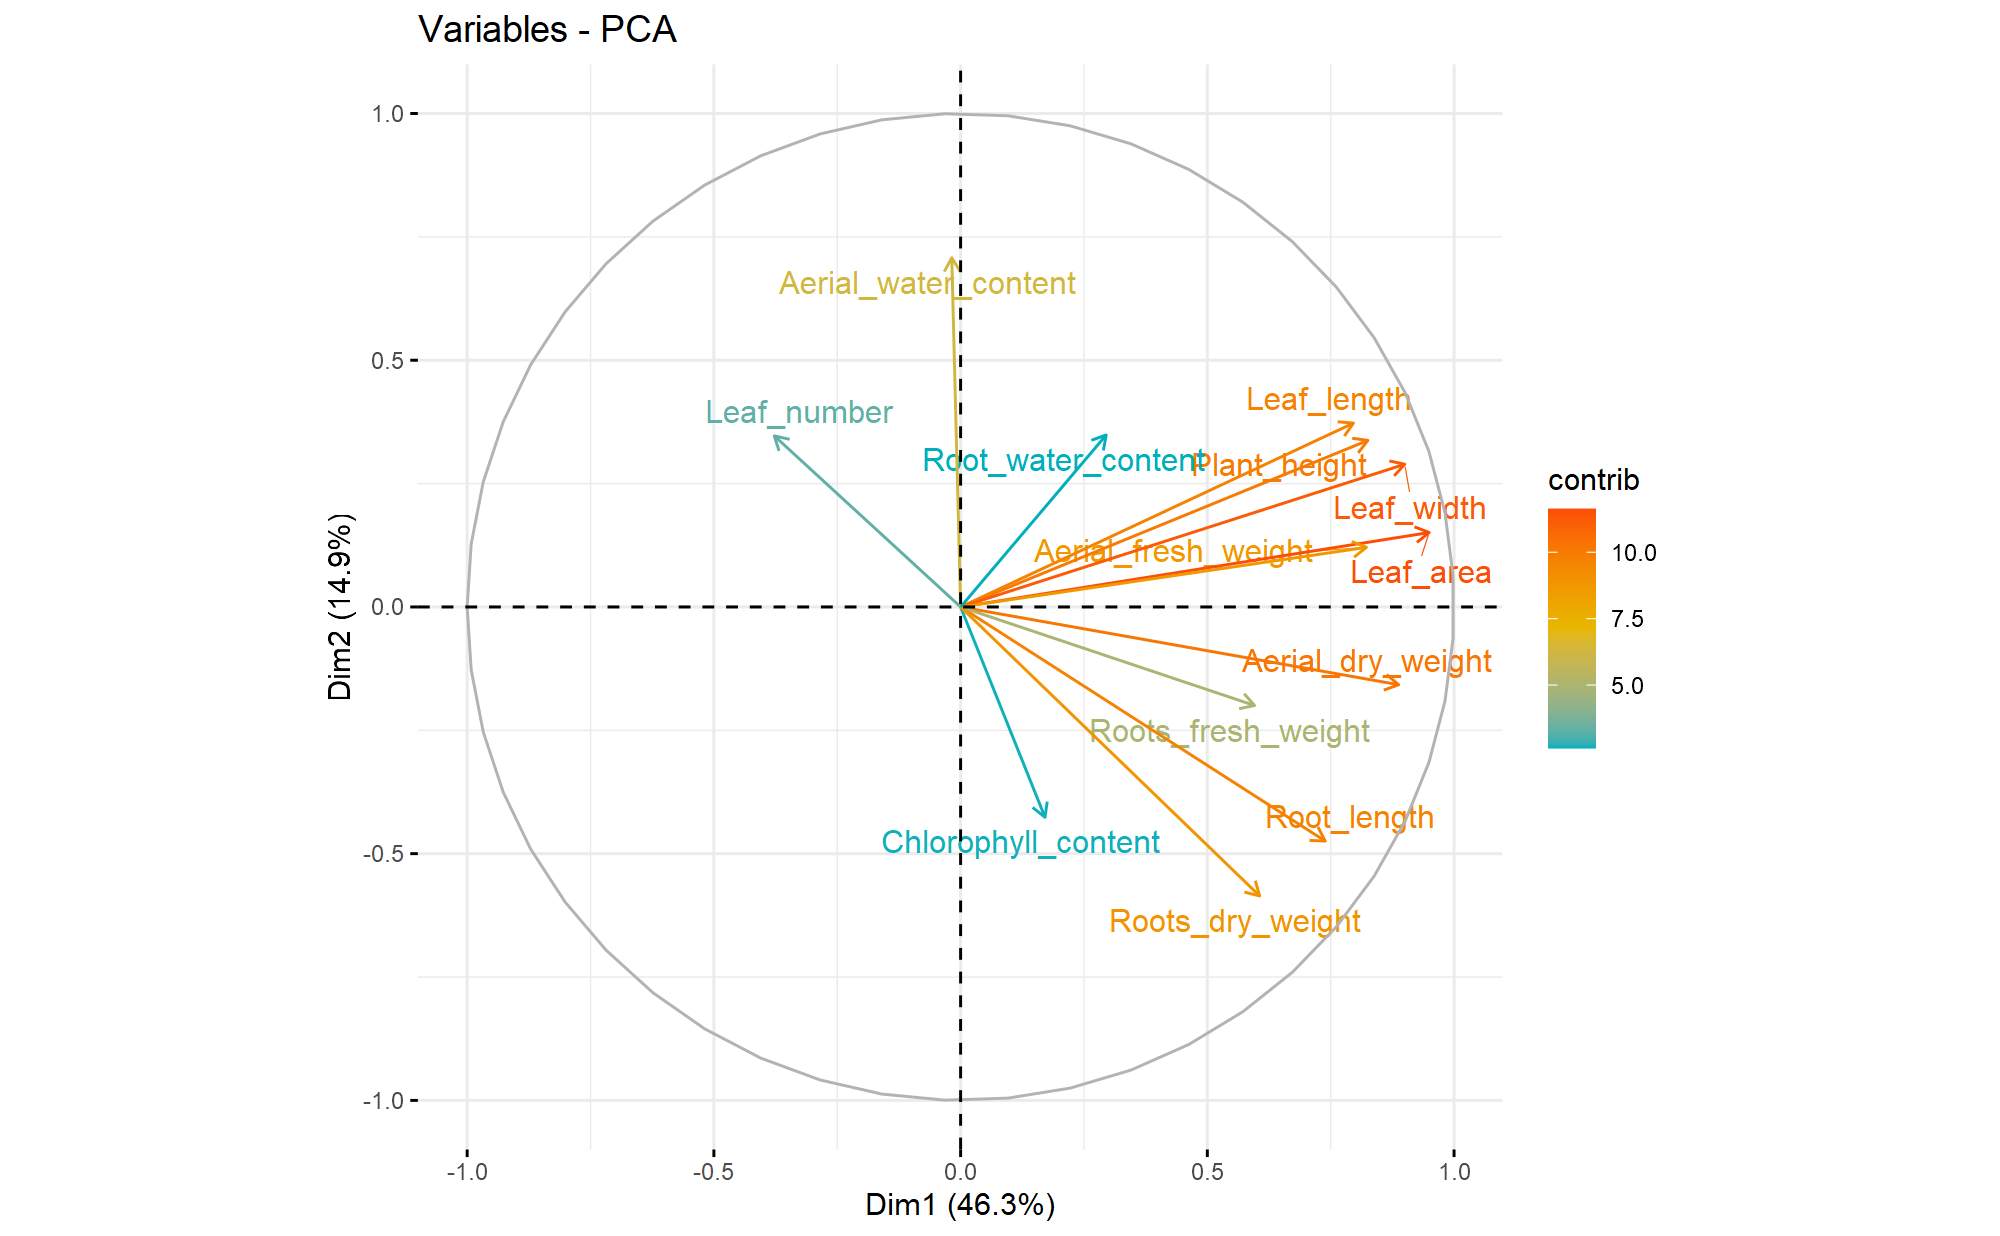 Variables - PCA
1.0
Aerial_water_content
0.5
Leaf_length
Leaf_number
Root_water_content
Plant_height
contrib
Leaf_width
10.0
Aerial_fresh_weight
Leaf_area
0.0
7.5
Dim2 (14.9%)
Aerial_dry_weight
5.0
Roots_fresh_weight
Root_length
Chlorophyll_content
-0.5
Roots_dry_weight
-1.0
-1.0 -0.5 0.0 0.5 1.0
Dim1 (46.3%)